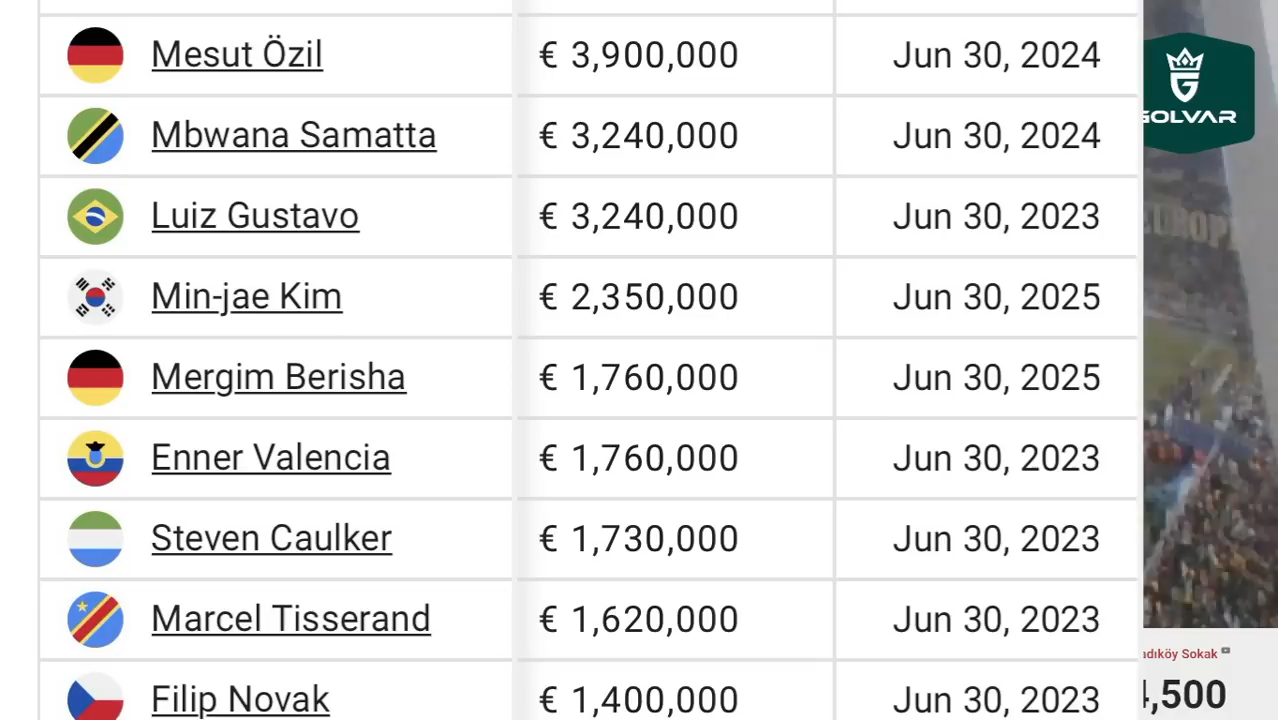 Mesut Özil € 3,900,000 Jun 30, 2024
GOLVAR
Mbwana Samatta € 3,240,000 Jun 30, 2024
Luiz Gustavo € 3,240,000 Jun 30, 2023
Min-jae Kim € 2,350,000 Jun 30, 2025
Mergim Berisha € 1,760,000 Jun 30, 2025
Enner Valencia € 1,760,000 Jun 30, 2023
Steven Caulker € 1,730,000 Jun 30, 2023
Marcel Tisserand € 1,620,000 Jun 30, 2023
Sokak
Filip Novak € 1,400,000 Jun 30, 2023
,500